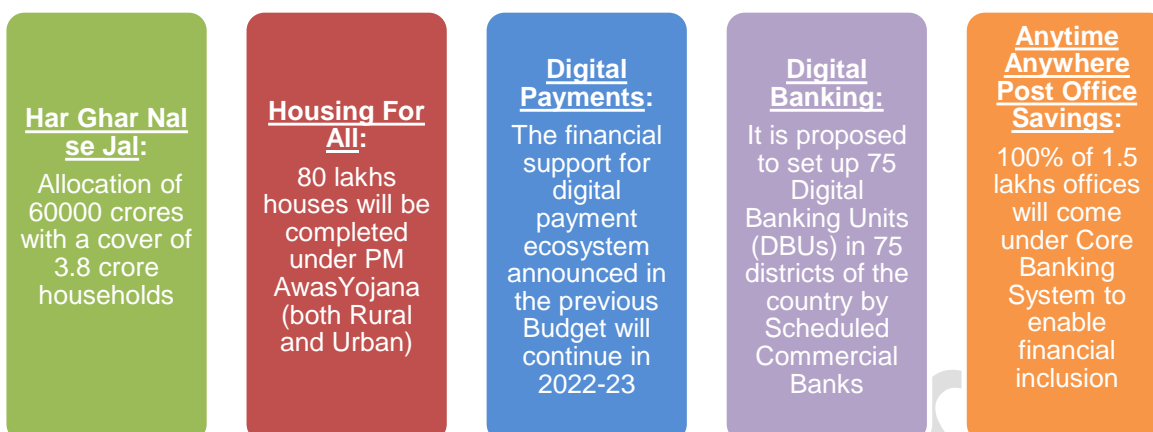 Har Ghar Nal
se Jal:
Allocation of
60000 crores
with a cover of
3.8 crore
households
Housing For
All:
80 lakhs
houses will be
completed
under PM
AwasYojana
(both Rural
and Urban)
Digital
Payments:
The financial
support for
digital
payment
ecosystem
announced in
the previous
Budget will
continue in
2022-23
Digital
Banking:
It is proposed
to set up 75
Digital
Banking Units
(DBUs) in 75
districts of the
country by
Scheduled
Commercial
Banks
Anytime
Anywhere
Post Office
Savings:
100% of 1.5
lakhs offices
will come
under Core
Banking
System to
enable
financial
inclusion